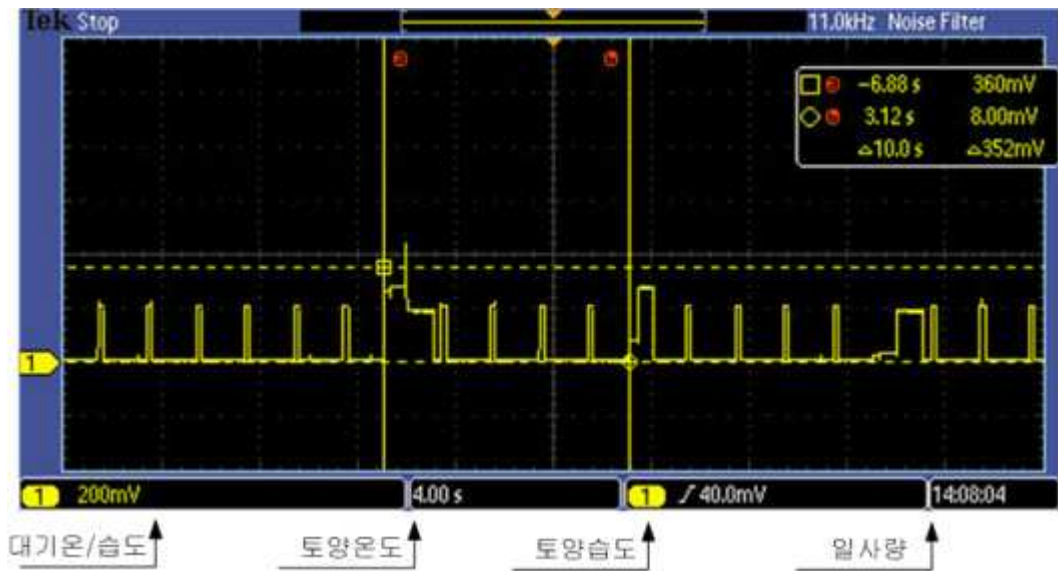 Tek Stop 11.0kHz Noise Filter
-6.88 s 360mV
3.12 s 8.00mV
△10.0 s △352mV
1
1 200mV 4.00 s 1 40.0mV 14:08:04
대기온/습도 토양온도 토양습도 일사량